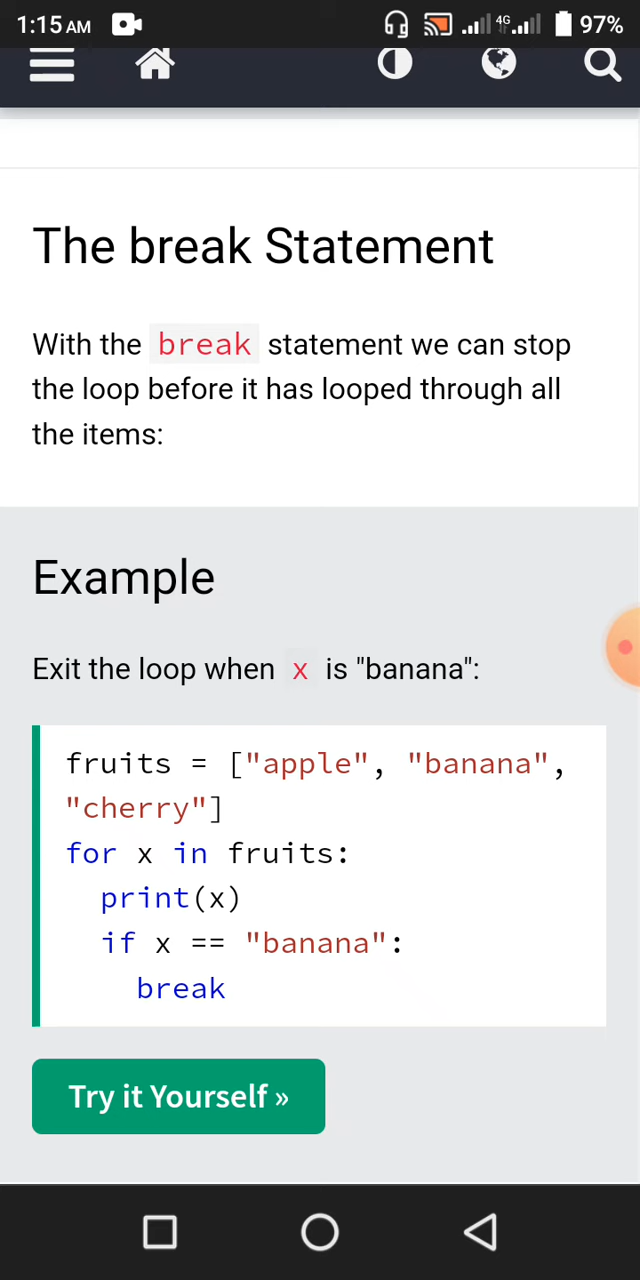 1:15 AM 4G 97%
The break Statement
With the break statement we can stop
the loop before it has looped through all
the items:
Example
Exit the loop when x is "banana":
fruits = ["apple", "banana",
"cherry"]
for x in fruits:
  print(x)
  if x == "banana":
    break
Try it Yourself »